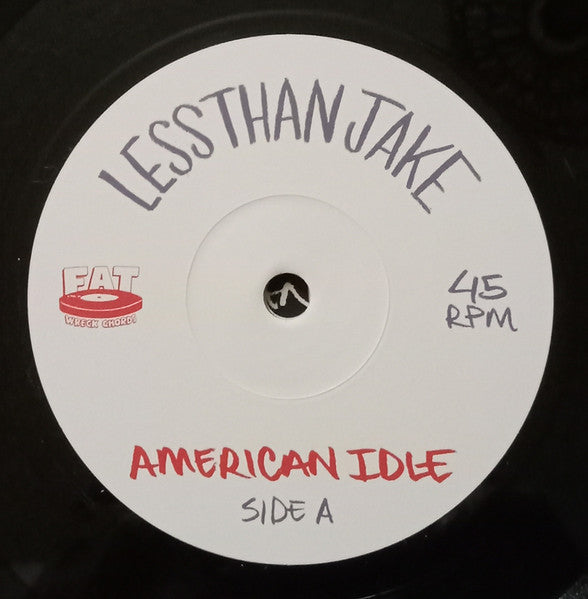 LESS THAN JAKE
FAT
WRECK CHORDS
45
RPM
AMERICAN IDLE
SIDE A